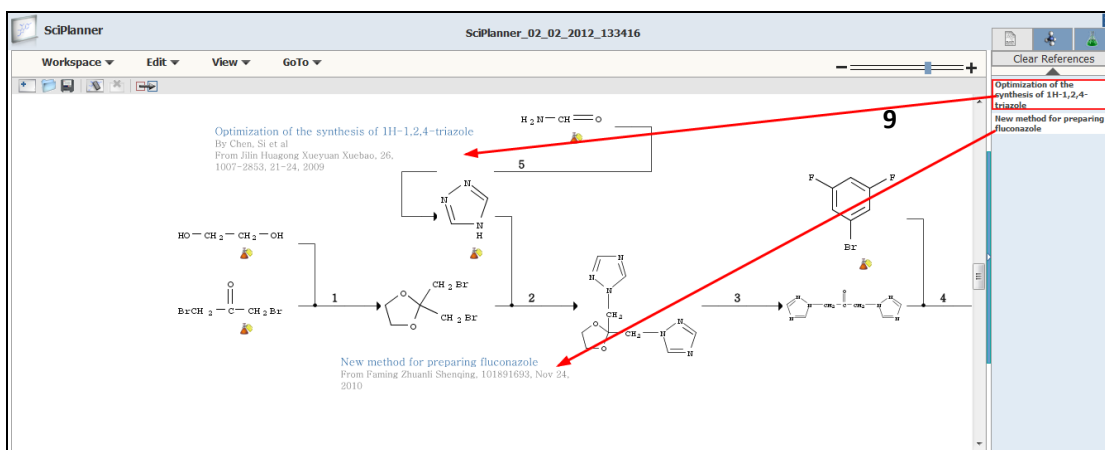 SciPlanner
SciPlanner_02_02_2012_133416
Workspace Edit View GoTo
Clear References
Optimization of the
synthesis of 1H-1,2,4-
triazole
New method for preparing
fluconazole
9
Optimization of the synthesis of 1H-1,2,4-triazole
By Chen, Si et al
From Jilin Huagong Xueyuan Xuebao, 26,
1007-2853, 21-24, 2009
H2N—CH=O
5
N N
N
H
F F
Br
HO—CH2—CH2—OH
O
BrCH2—C—CH2Br
1
O CH2Br
O CH2Br
2
N N
N
CH2
O CH2—N N
O N
3
O
N N—CH2—C—CH2—N N
N N
4
New method for preparing fluconazole
From Faming Zhuanli Shenqing, 101891693, Nov 24,
2010